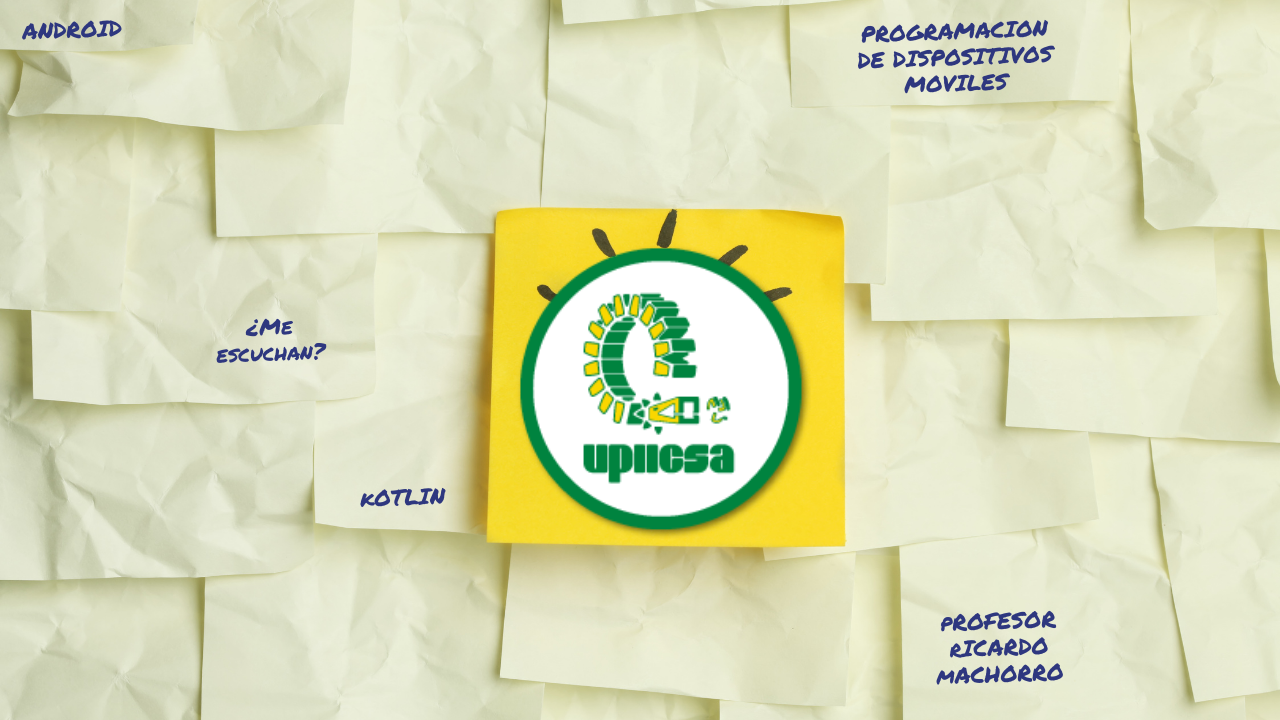 ANDROID
PROGRAMACION
DE DISPOSITIVOS
MOVILES
¿ME
ESCUCHAN?
upiicsa
KOTLIN
PROFESOR
RICARDO
MACHORRO